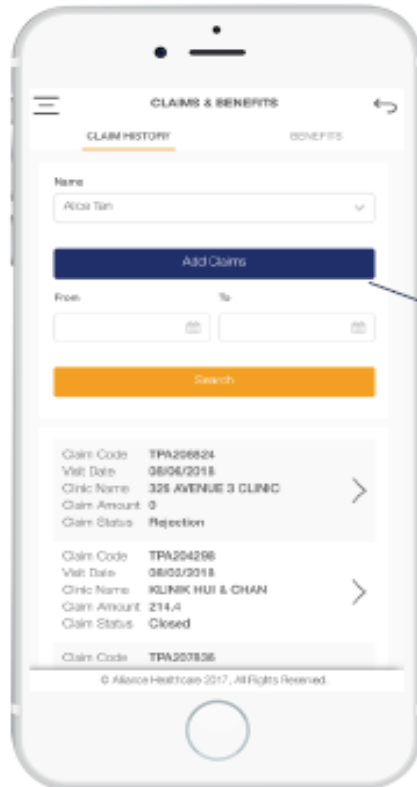 CLAIMS & BENEFITS
CLAIM HISTORY BENEFITS
Name
Alice Tan
Add Claims
From To
Search
Claim Code TPA206824
Visit Date 08/06/2018
Clinic Name 326 AVENUE 3 CLINIC
Claim Amount 0
Claim Status Rejection
Claim Code TPA204298
Visit Date 08/03/2018
Clinic Name KLINIK HUI & CHAN
Claim Amount 214.4
Claim Status Closed
Claim Code TPA207836
© Alliance Healthcare 2017, All Rights Reserved.